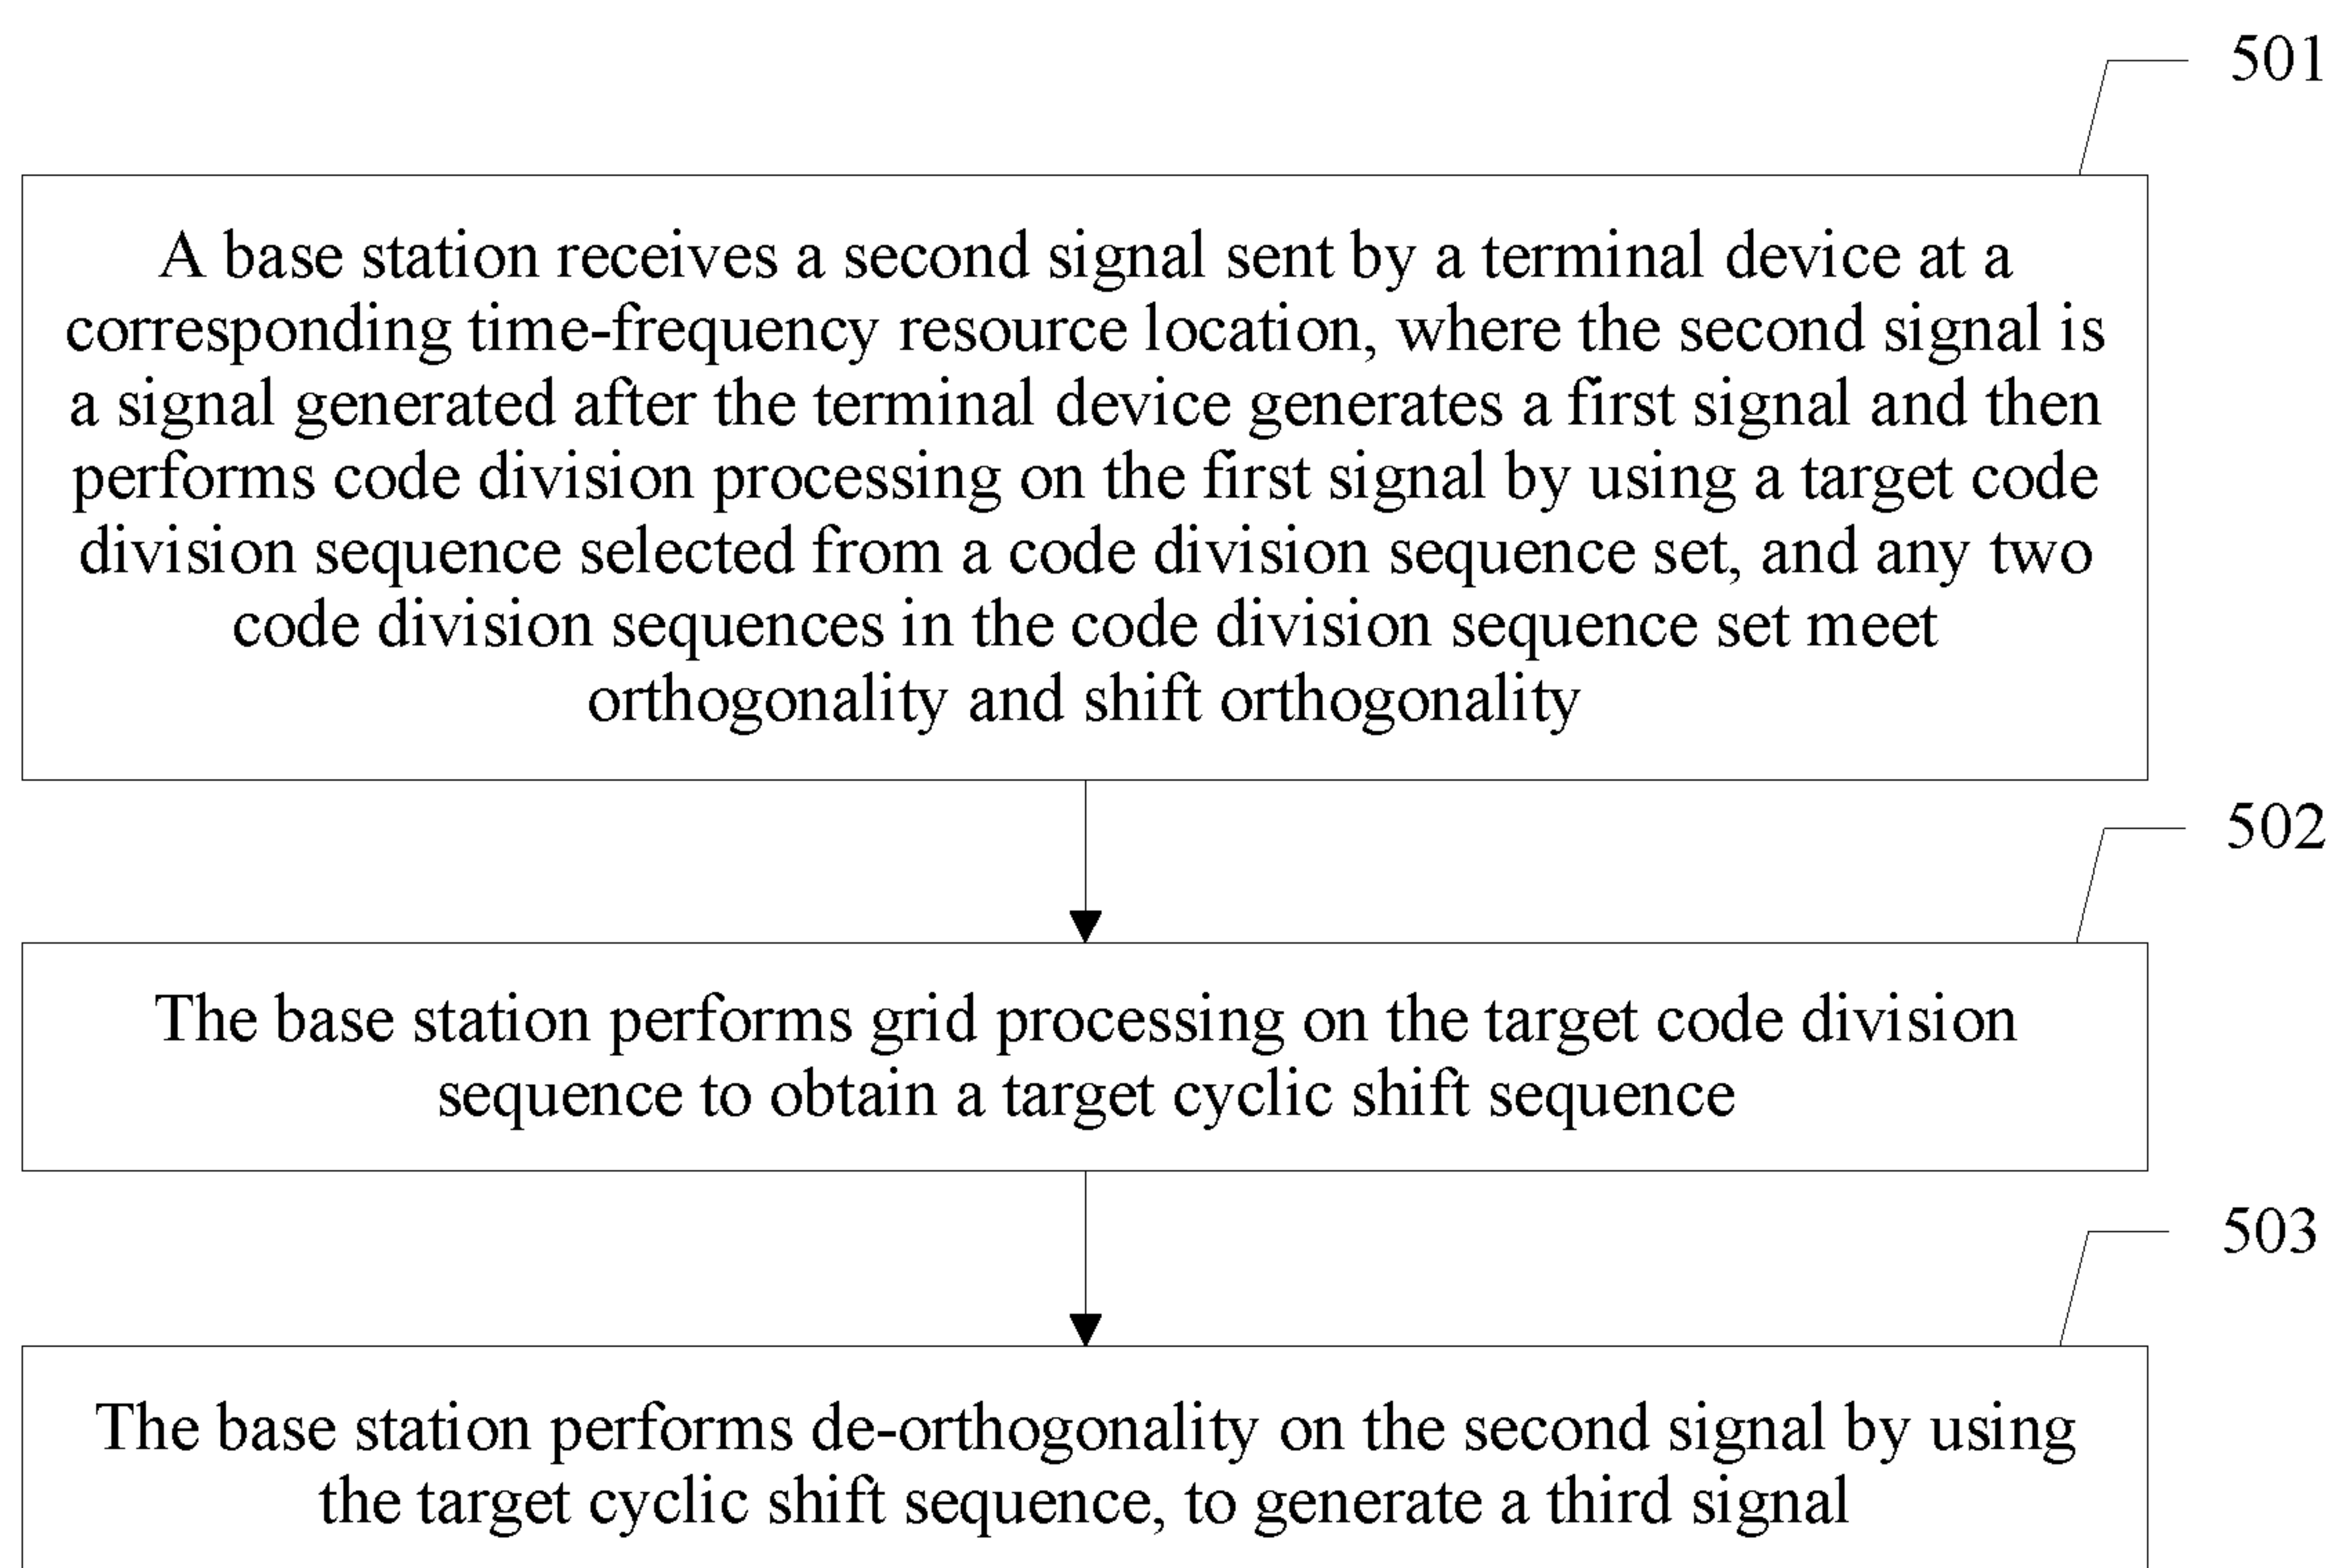 501
A base station receives a second signal sent by a terminal device at a
corresponding time-frequency resource location, where the second signal is
a signal generated after the terminal device generates a first signal and then
performs code division processing on the first signal by using a target code
division sequence selected from a code division sequence set, and any two
code division sequences in the code division sequence set meet
orthogonality and shift orthogonality
502
The base station performs grid processing on the target code division
sequence to obtain a target cyclic shift sequence
503
The base station performs de-orthogonality on the second signal by using
the target cyclic shift sequence, to generate a third signal